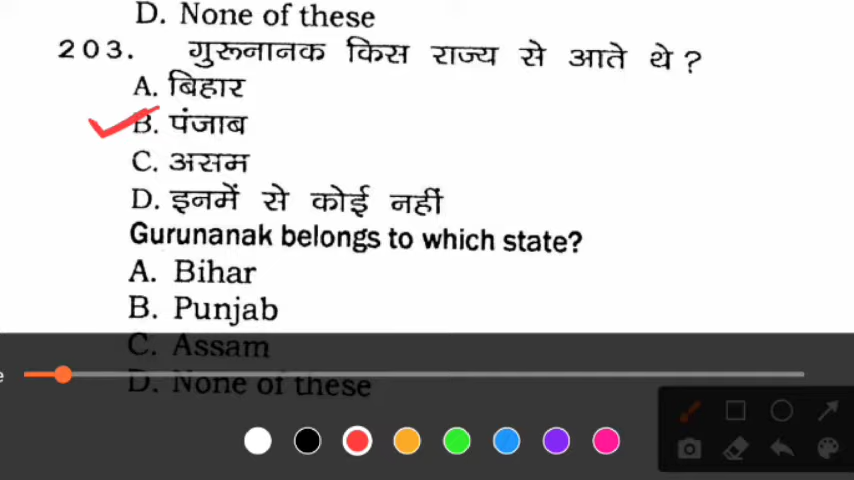 D. None of these
203. गुरूनानक किस राज्य से आते थे ?
A. बिहार
B. पंजाब
C. असम
D. इनमें से कोई नहीं
Gurunanak belongs to which state?
A. Bihar
B. Punjab
C. Assam
D. None of these